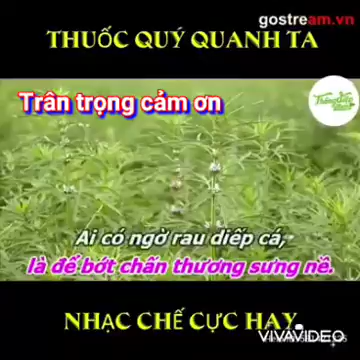 gostream.vn
THUỐC QUÝ QUANH TA
Trân trọng cảm ơn
Ai có ngờ rau diếp cá,
là để bớt chấn thương sưng nề.
NHẠC CHẾ CỰC HAY
VIVAVIDEO